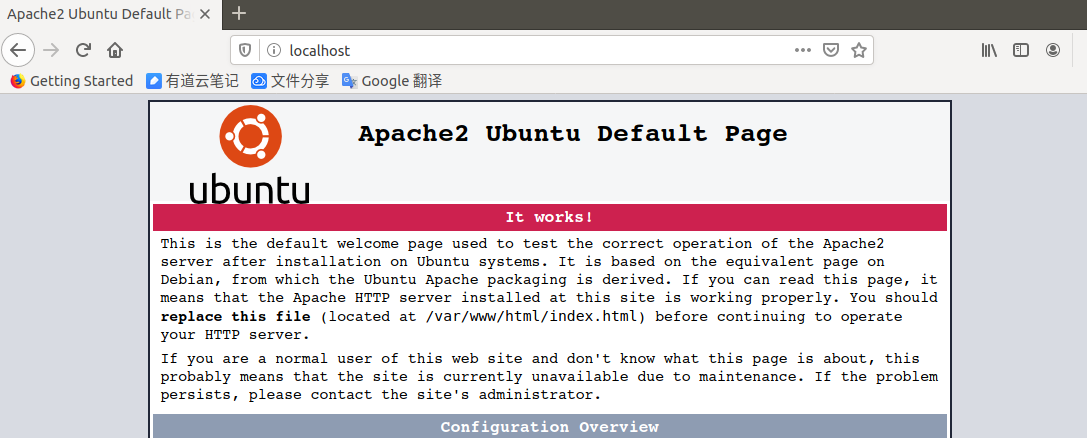 Apache2 Ubuntu Default Pa
localhost
Getting Started 有道云笔记 文件分享 Google 翻译
ubuntu
Apache2 Ubuntu Default Page
It works!
This is the default welcome page used to test the correct operation of the Apache2
server after installation on Ubuntu systems. It is based on the equivalent page on
Debian, from which the Ubuntu Apache packaging is derived. If you can read this page, it
means that the Apache HTTP server installed at this site is working properly. You should
replace this file (located at /var/www/html/index.html) before continuing to operate
your HTTP server.
If you are a normal user of this web site and don't know what this page is about, this
probably means that the site is currently unavailable due to maintenance. If the problem
persists, please contact the site's administrator.
Configuration Overview